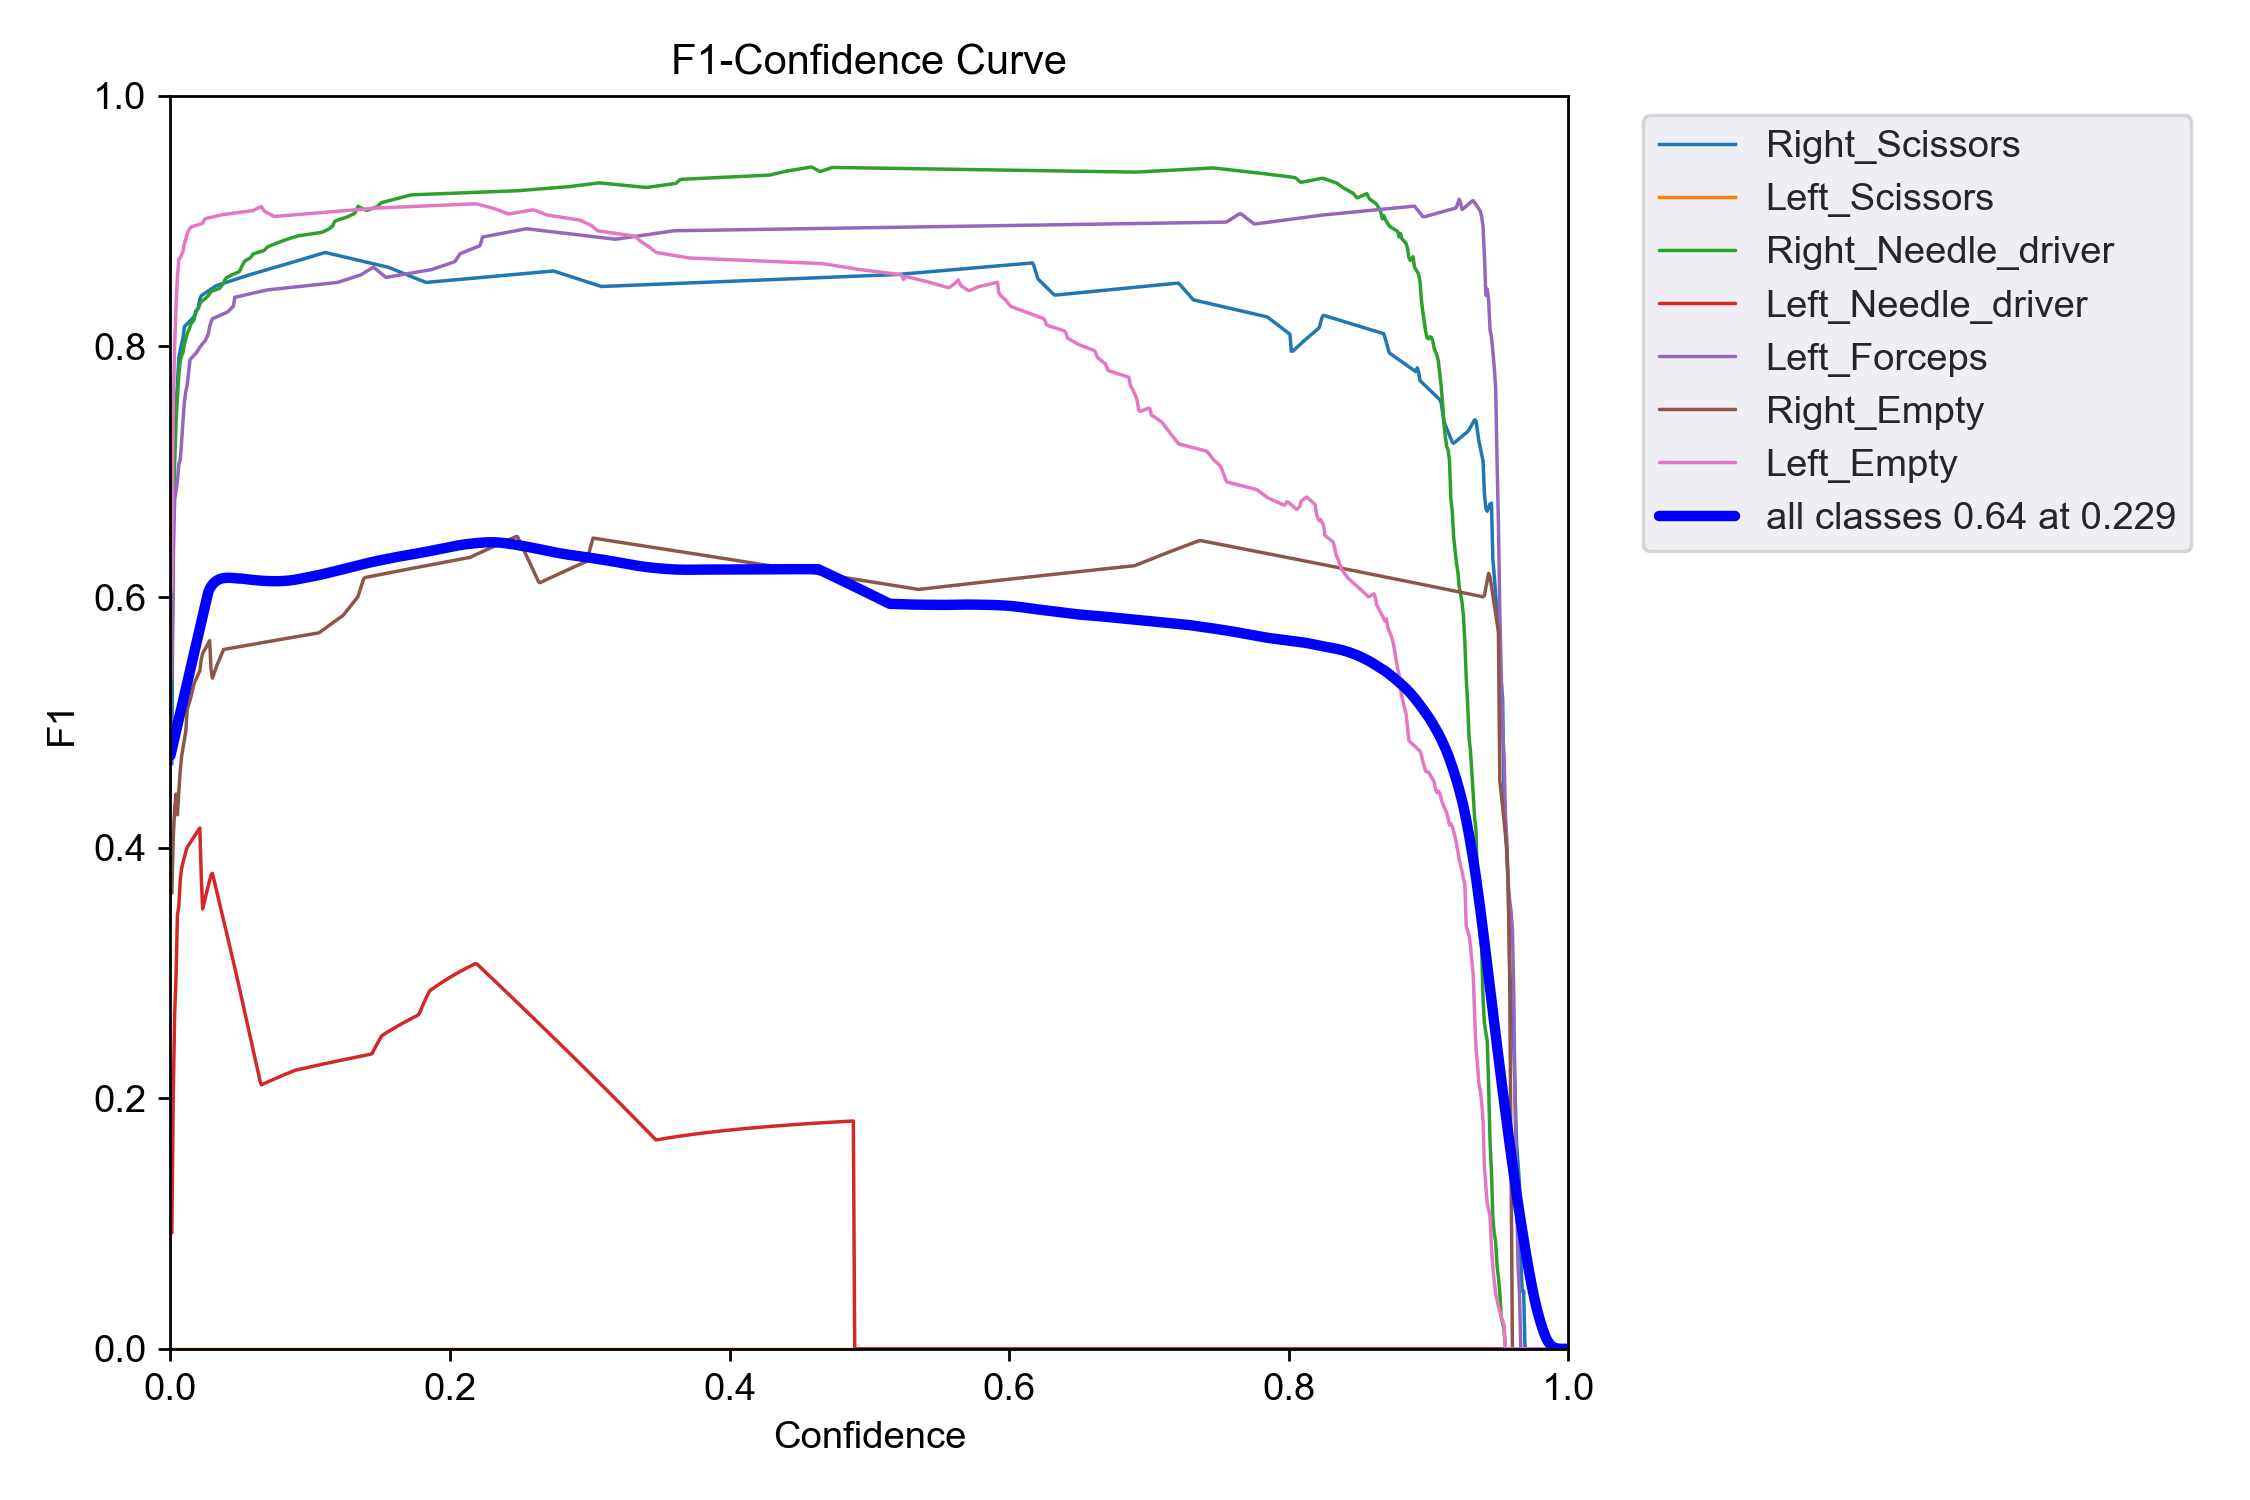 F1-Confidence Curve
1.0
0.8
0.6
0.4
0.2
0.0
F1
0.0 0.2 0.4 0.6 0.8 1.0
Confidence
Right_Scissors
Left_Scissors
Right_Needle_driver
Left_Needle_driver
Left_Forceps
Right_Empty
Left_Empty
all classes 0.64 at 0.229